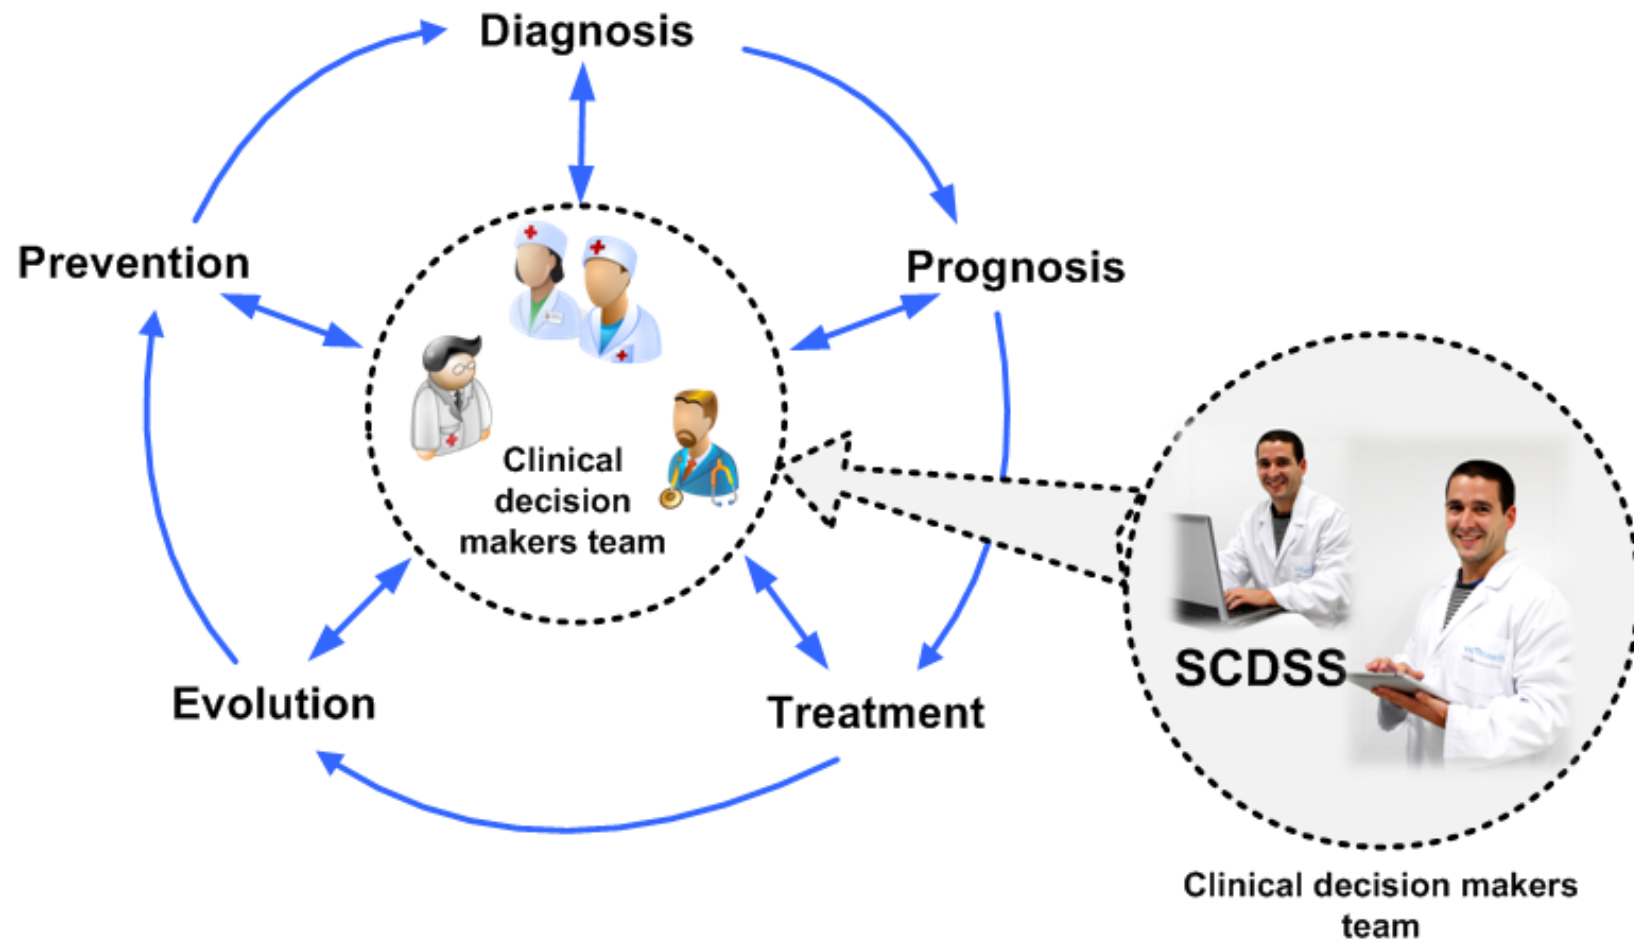 Diagnosis
Prevention
Prognosis
Clinical
decision
makers team
Evolution
Treatment
SCDSS
Clinical decision makers
team